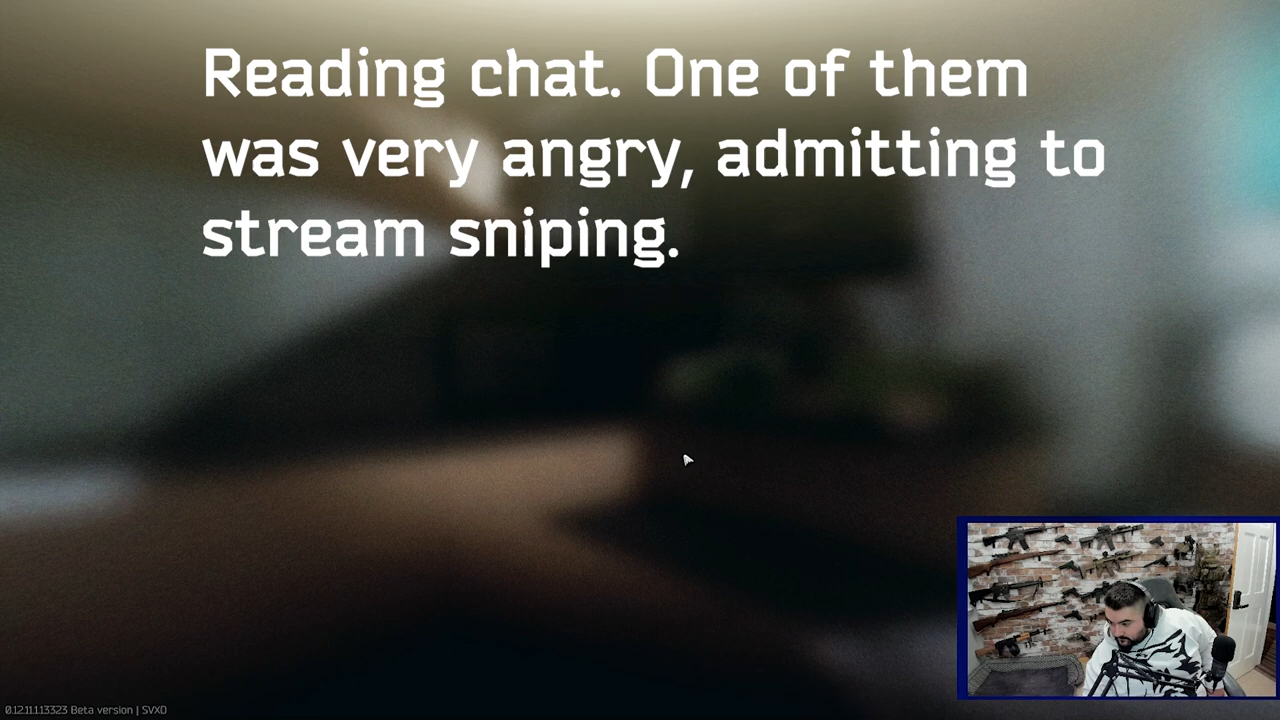 Reading chat. One of them
was very angry, admitting to
stream sniping.
0.12.11.1.13323 Beta version | SVXD